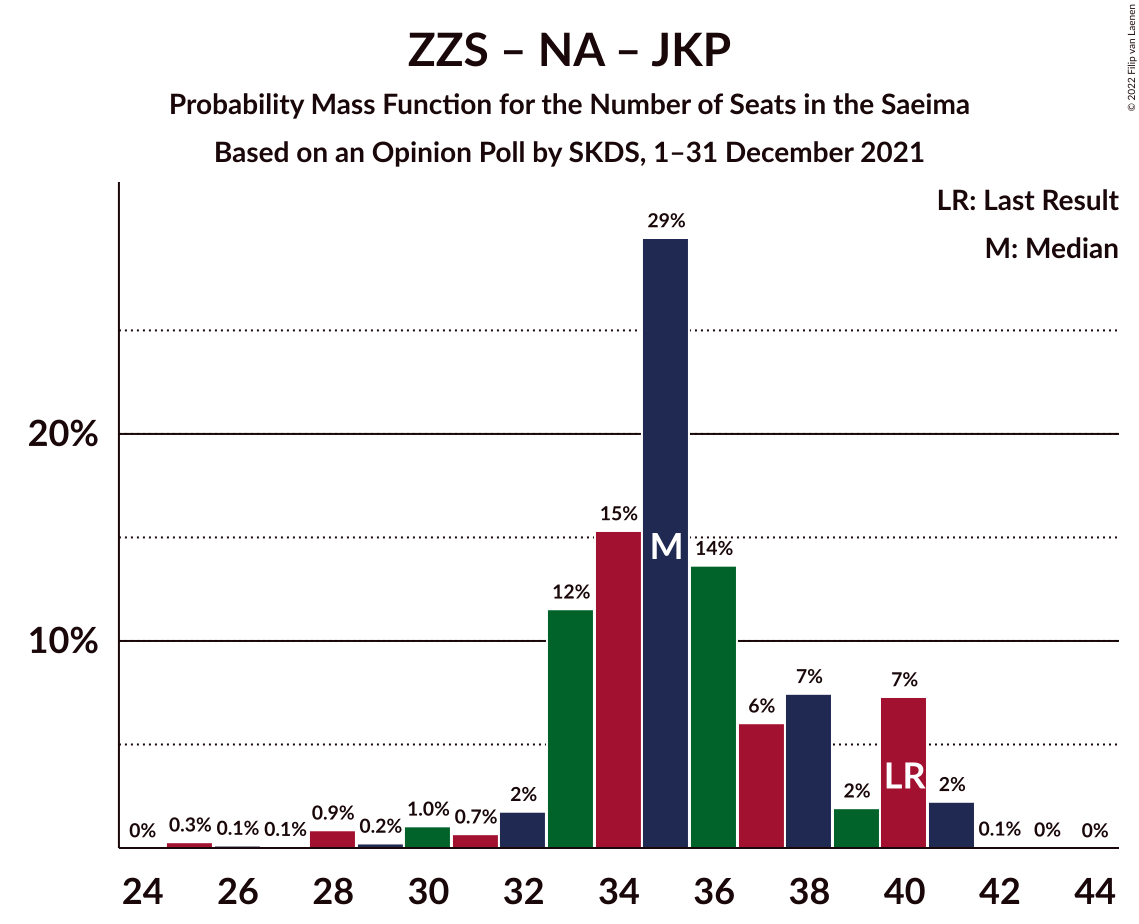 ZZS – NA – JKP
Probability Mass Function for the Number of Seats in the Saeima
Based on an Opinion Poll by SKDS, 1–31 December 2021
© 2022 Filip van Laenen
LR: Last Result
M: Median
20%
10%
0%
0.3%
0.1%
0.1%
0.9%
0.2%
1.0%
0.7%
2%
12%
15%
29%
M
14%
6%
7%
2%
7%
LR
2%
0.1%
0%
0%
24 26 28 30 32 34 36 38 40 42 44